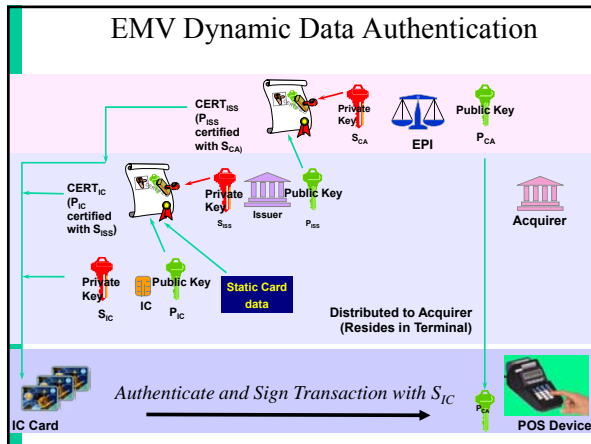 EMV Dynamic Data Authentication
CERTISS
(PISS
certified
with SCA)
Private
Key
SCA
EPI
Public Key
PCA
CERTIC
(PIC
certified
with SISS)
Private
Key
SISS
Issuer
Public Key
PISS
Acquirer
Private
Key
SIC
IC
Public Key
PIC
Static Card
data
Distributed to Acquirer
(Resides in Terminal)
IC Card
Authenticate and Sign Transaction with SIC
PCA
POS Device